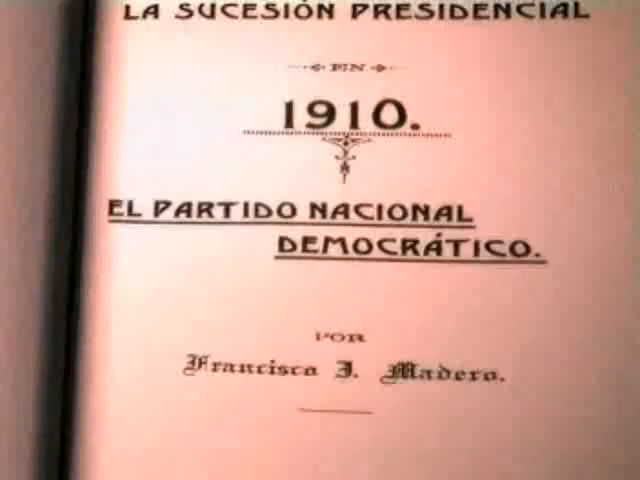 LA SUCESIÓN PRESIDENCIAL
EN
1910.
EL PARTIDO NACIONAL
DEMOCRÁTICO.
POR
Francisco I. Madero.